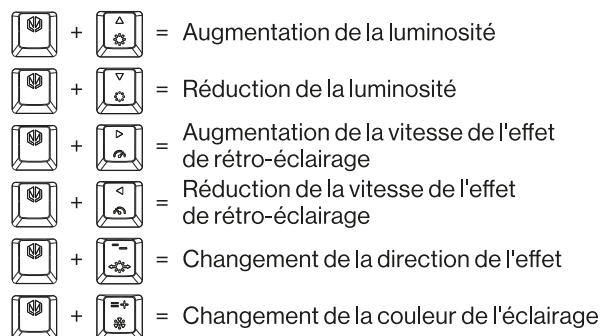 + = Augmentation de la luminosité
+ = Réduction de la luminosité
+ = Augmentation de la vitesse de l'effet
de rétro-éclairage
+ = Réduction de la vitesse de l'effet
de rétro-éclairage
+ = Changement de la direction de l'effet
+ = Changement de la couleur de l'éclairage